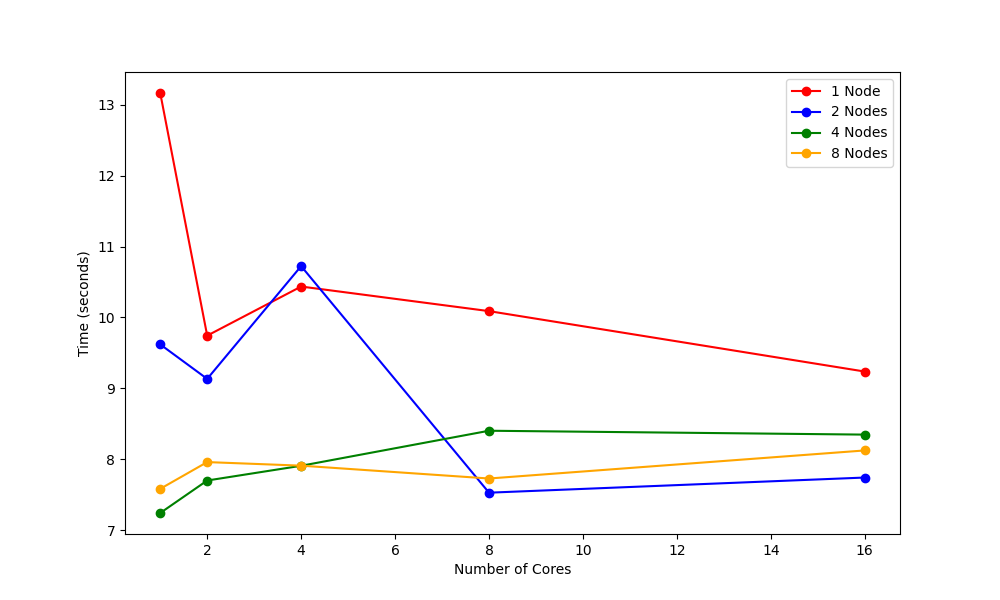 1 Node
2 Nodes
4 Nodes
8 Nodes
Time (seconds)
13
12
11
10
9
8
7
2 4 6 8 10 12 14 16
Number of Cores